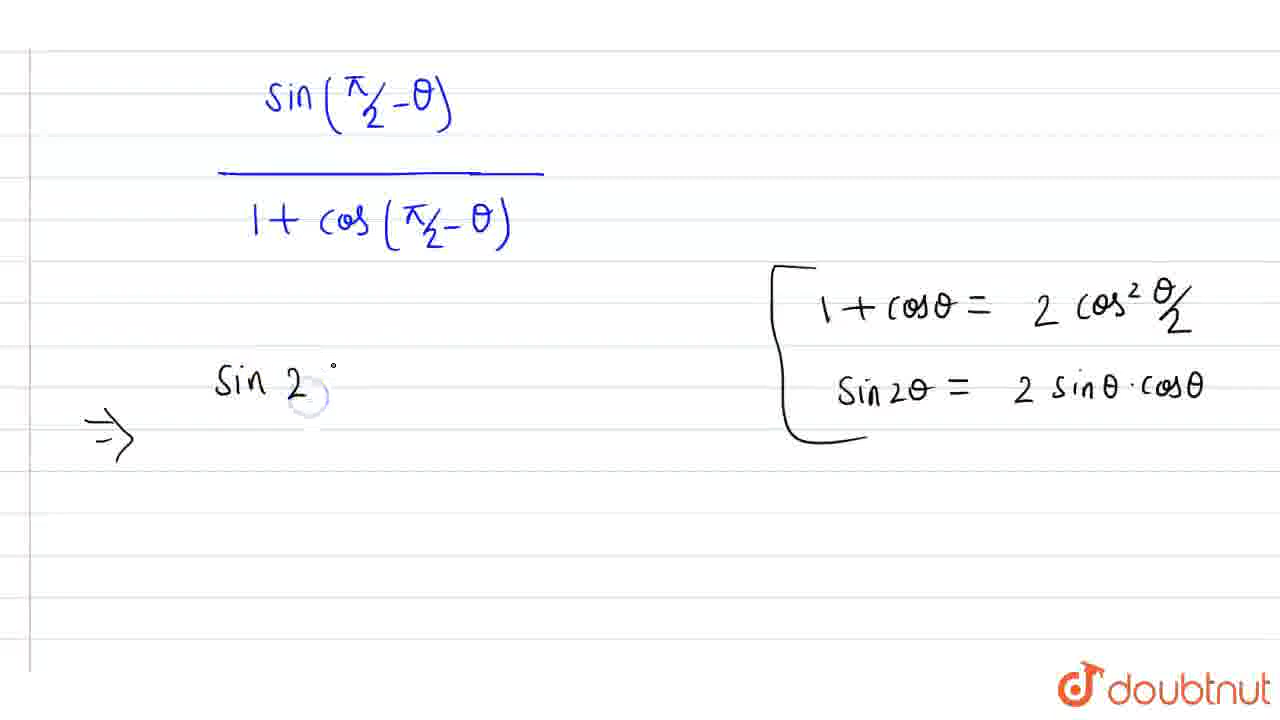 sin(π/2-θ)
1+ cos(π/2-θ)
1+cosθ= 2 cos² θ/2
sin2θ= 2 sinθ.cosθ
sin 2
⇒
doubtnut